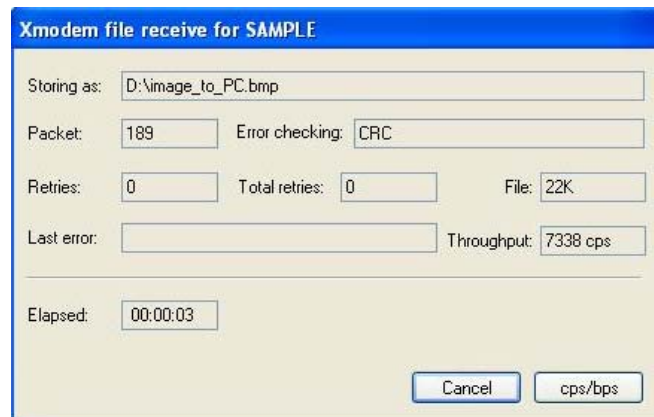 Xmodem file receive for SAMPLE
Storing as: D:\image_to_PC.bmp
Packet: 189 Error checking: CRC
Retries: 0 Total retries: 0 File: 22K
Last error: Throughput: 7338 cps
Elapsed: 00:00:03
Cancel cps/bps